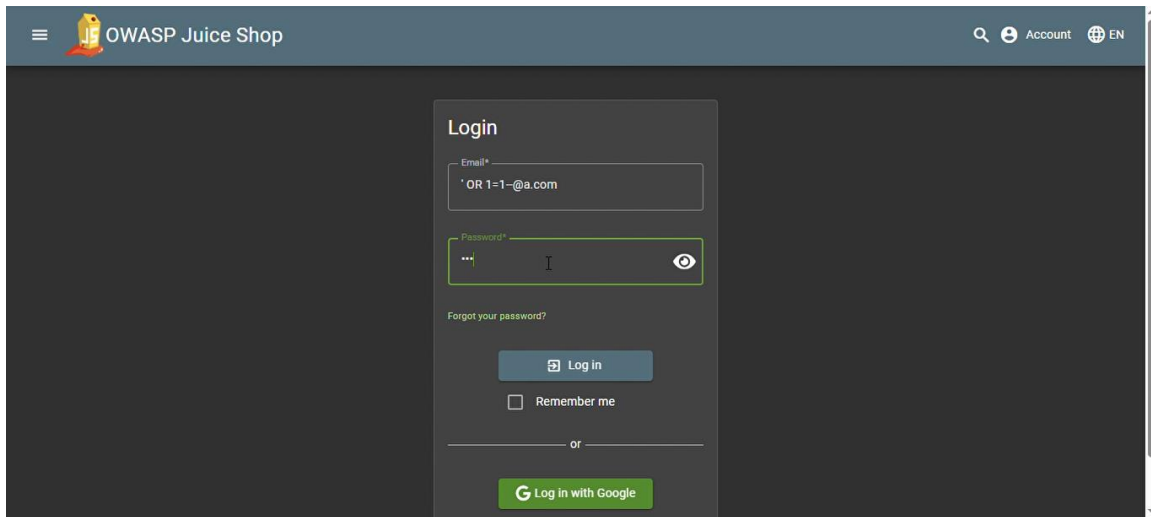 OWASP Juice Shop
Account
EN
Login
Email*
' OR 1=1--@a.com
Password*
•••
Forgot your password?
Log in
Remember me
or
G Log in with Google